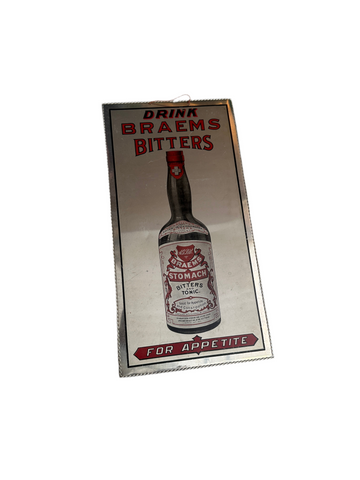 DRINK
BRAEMS
BITTERS
BRAEMS
STOMACH
BITTERS
TONIC.
FOR APPETITE